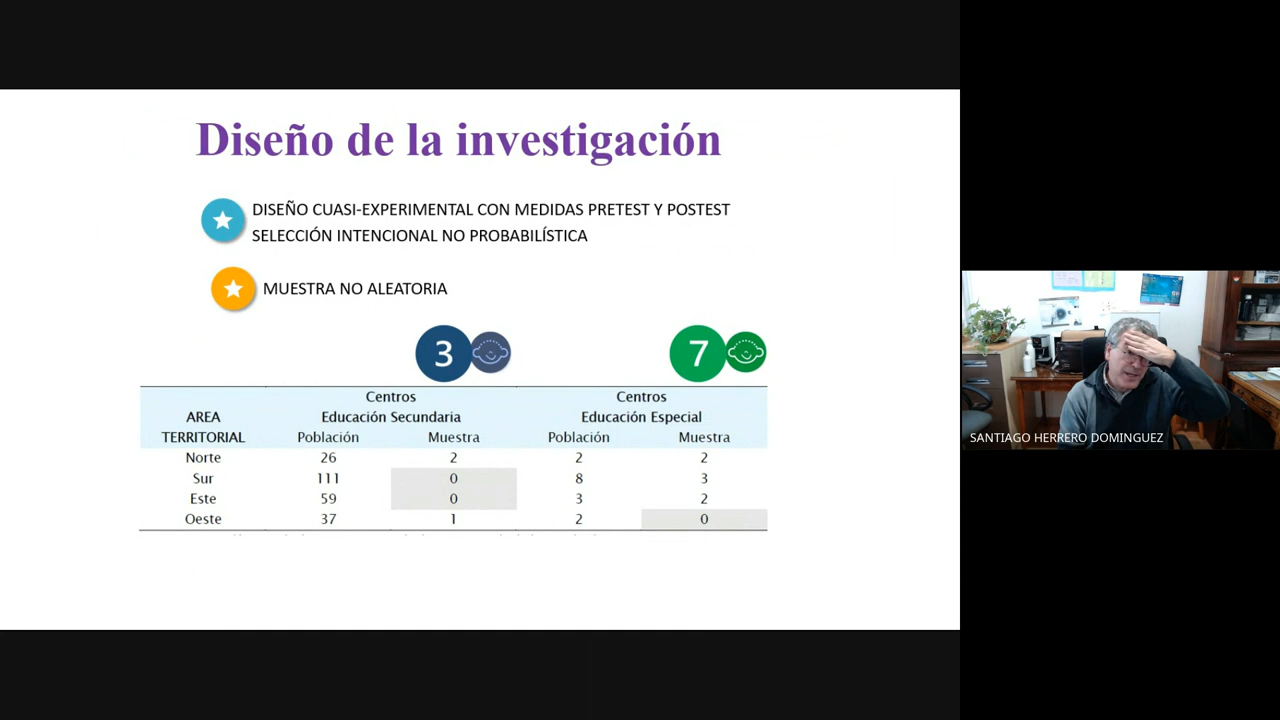 Diseño de la investigación
DISEÑO CUASI-EXPERIMENTAL CON MEDIDAS PRETEST Y POSTEST
SELECCIÓN INTENCIONAL NO PROBABILÍSTICA
MUESTRA NO ALEATORIA
3 7
Centros Centros
AREA Educación Secundaria Educación Especial
TERRITORIAL Población Muestra Población Muestra
Norte 26 2 2 2
Sur 111 0 8 3
Este 59 0 3 2
Oeste 37 1 2 0
SANTIAGO HERRERO DOMINGUEZ